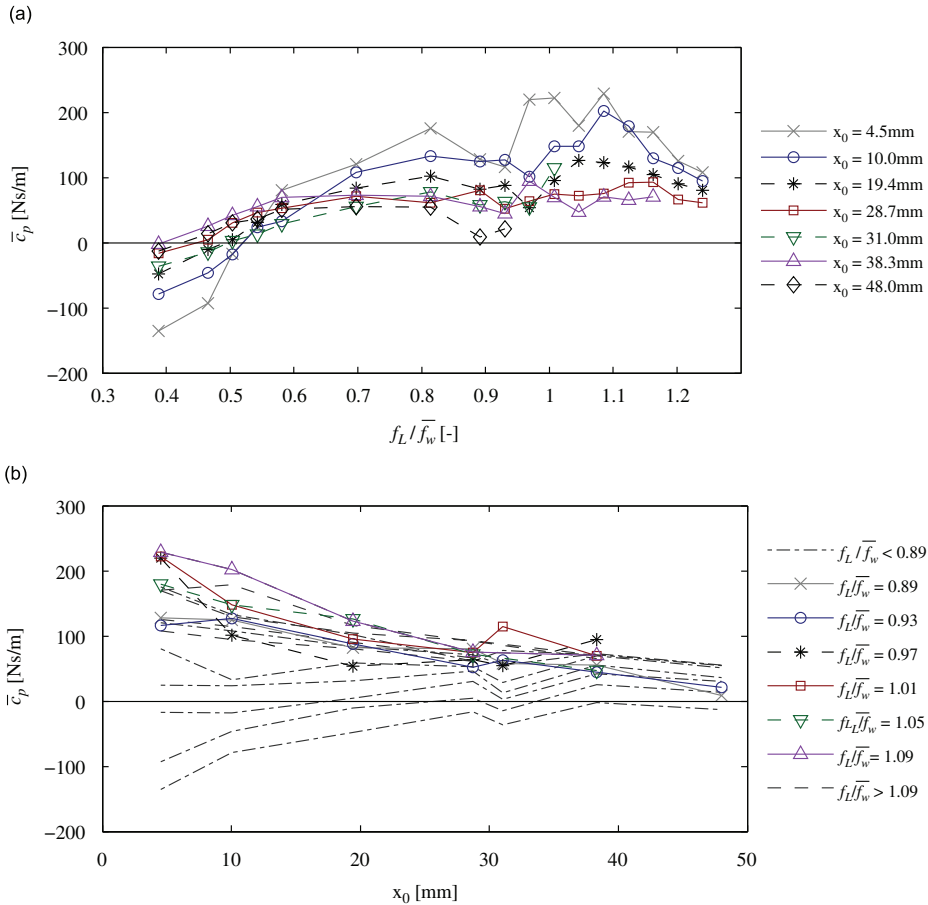 (a)
300
200
100
0
−100
−200
c̅p [Ns/m]
0.3 0.4 0.5 0.6 0.7 0.8 0.9 1 1.1 1.2
fL / f̅w [-]
x0 = 4.5mm
x0 = 10.0mm
x0 = 19.4mm
x0 = 28.7mm
x0 = 31.0mm
x0 = 38.3mm
x0 = 48.0mm
(b)
300
200
100
0
−100
−200
c̅p [Ns/m]
0 10 20 30 40 50
x0 [mm]
fL / f̅w < 0.89
fL/f̅w = 0.89
fL/f̅w = 0.93
fL/f̅w = 0.97
fL/f̅w = 1.01
fLL/f̅w = 1.05
fL/f̅w = 1.09
fL/f̅w > 1.09